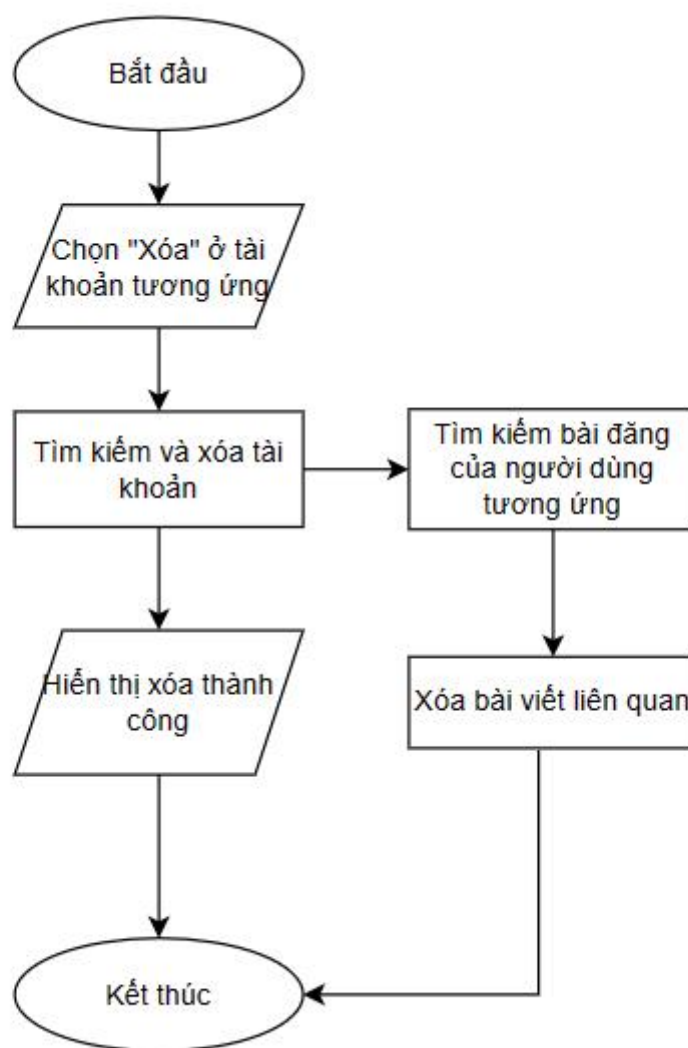 Bắt đầu
Chọn "Xóa" ở tài
khoản tương ứng
Tìm kiếm và xóa tài
khoản
Tìm kiếm bài đăng
của người dùng
tương ứng
Hiển thị xóa thành
công
Xóa bài viết liên quan
Kết thúc